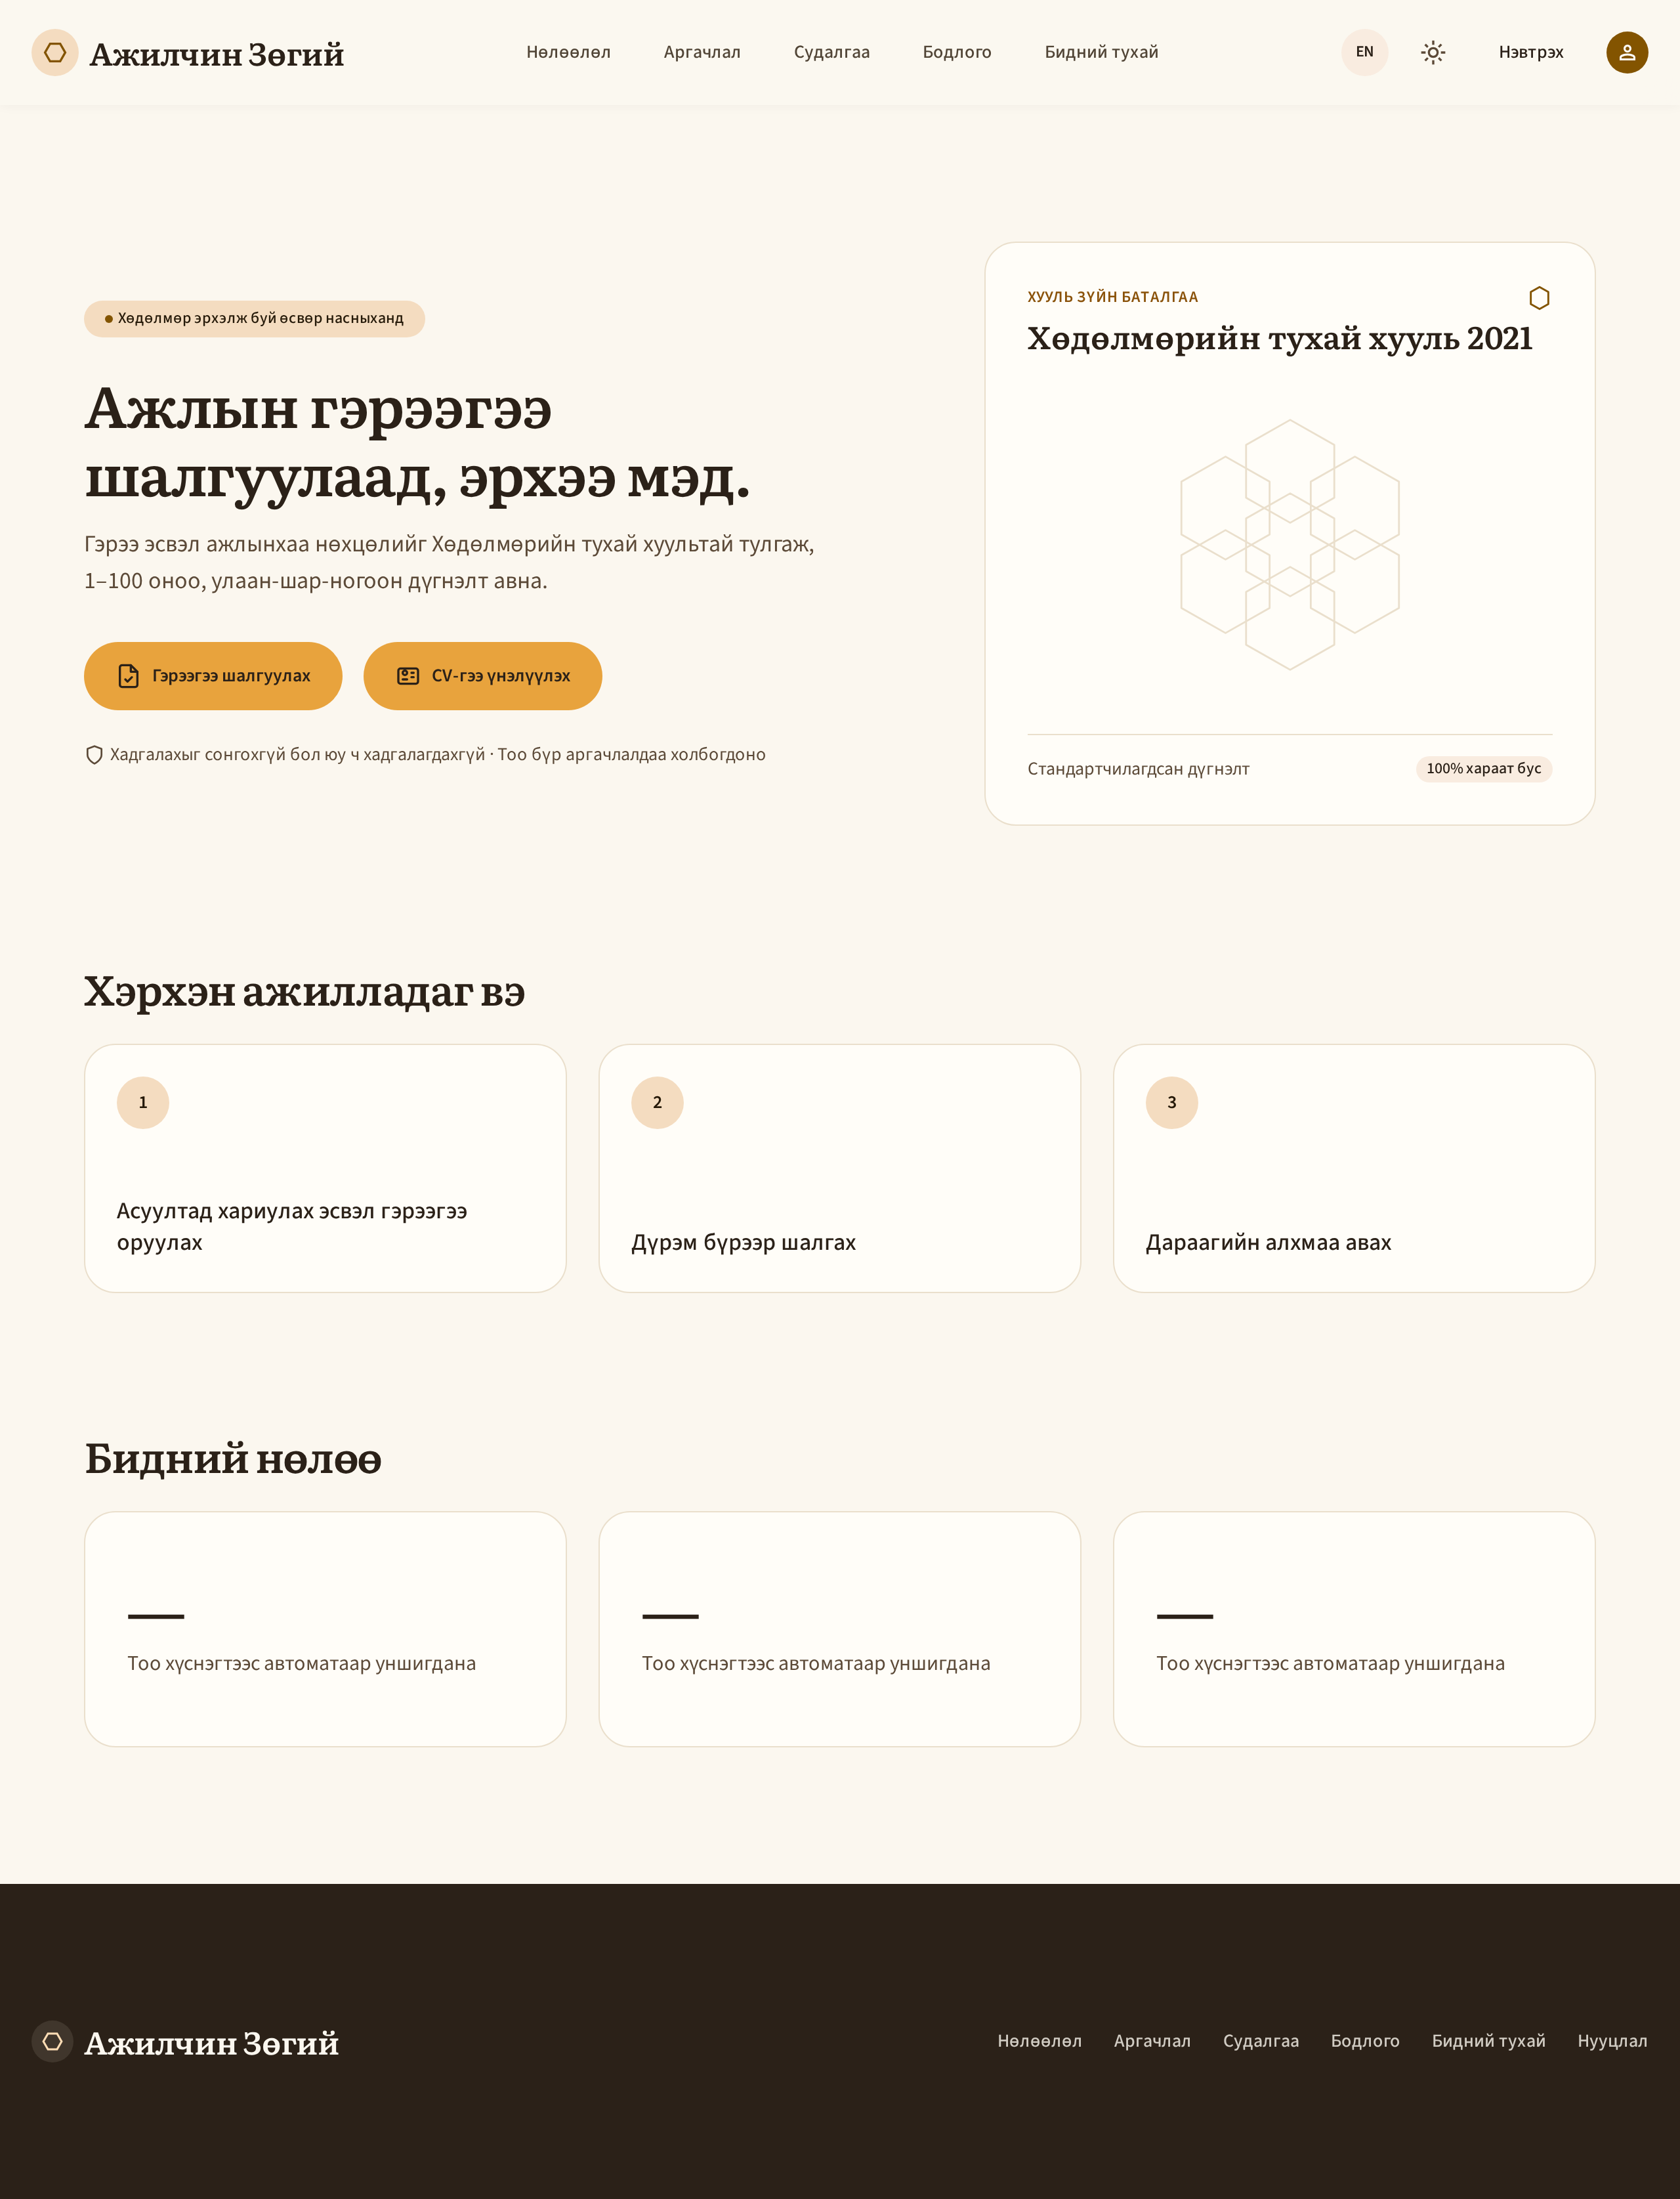 Ажилчин Зөгий
Нөлөөлөл
Аргачлал
Судалгаа
Бодлого
Бидний тухай
EN
Нэвтрэх
Хөдөлмөр эрхэлж буй өсвөр насныханд
Ажлын гэрээгээ
шалгуулаад, эрхээ мэд.
Гэрээ эсвэл ажлынхаа нөхцөлийг Хөдөлмөрийн тухай хуультай тулгаж,
1–100 оноо, улаан-шар-ногоон дүгнэлт авна.
Гэрээгээ шалгуулах
CV-гээ үнэлүүлэх
Хадгалахыг сонгохгүй бол юу ч хадгалагдахгүй · Тоо бүр аргачлалдаа холбогдоно
ХУУЛЬ ЗҮЙН БАТАЛГАА
Хөдөлмөрийн тухай хууль 2021
Стандартчилагдсан дүгнэлт
100% хараат бус
Хэрхэн ажилладаг вэ
1
Асуултад хариулах эсвэл гэрээгээ
оруулах
2
Дүрэм бүрээр шалгах
3
Дараагийн алхмаа авах
Бидний нөлөө
—
Тоо хүснэгтээс автоматаар уншигдана
—
Тоо хүснэгтээс автоматаар уншигдана
—
Тоо хүснэгтээс автоматаар уншигдана
Ажилчин Зөгий
Нөлөөлөл
Аргачлал
Судалгаа
Бодлого
Бидний тухай
Нууцлал